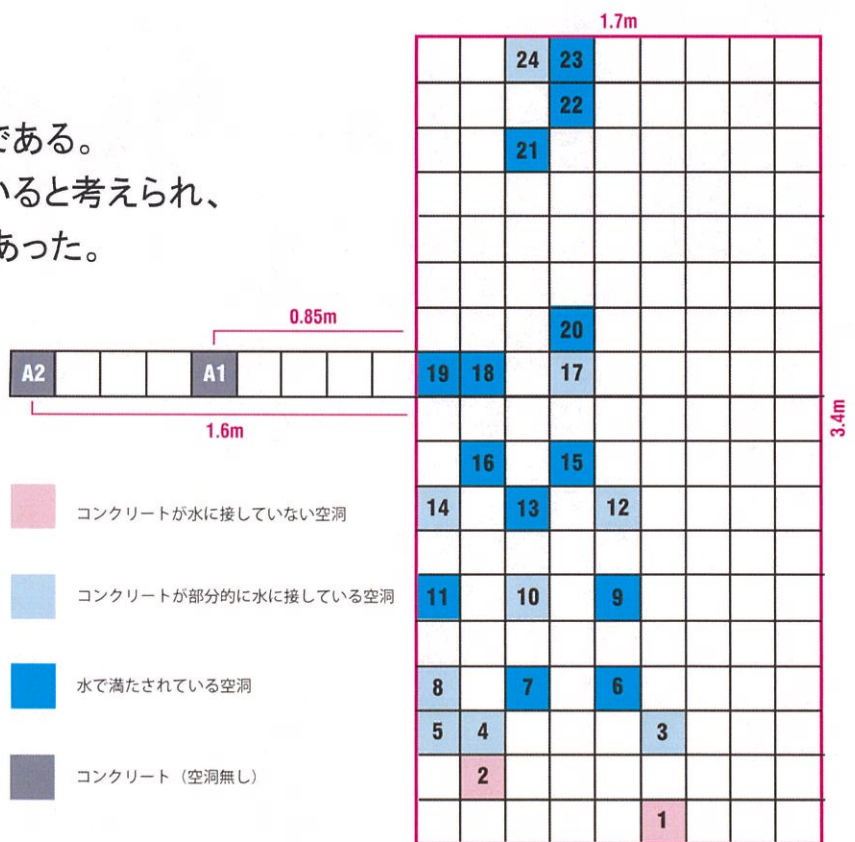 である。
いると考えられ、
あった。
1.7m
24 23
22
21
20
0.85m
A2 A1 19 18 17
1.6m
3.4m
16 15
14 13 12
11 10 9
8 7 6
5 4 3
2
1
コンクリートが水に接していない空洞
コンクリートが部分的に水に接している空洞
水で満たされている空洞
コンクリート（空洞無し）